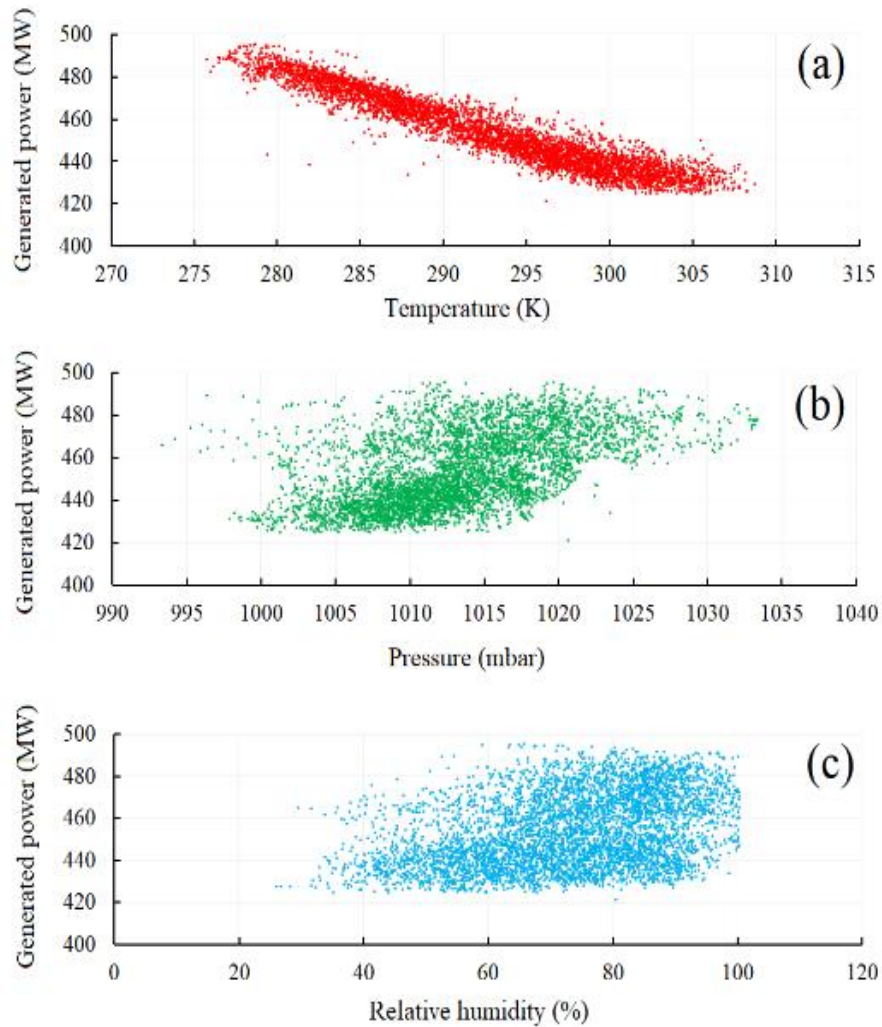 Generated power (MW)
500
480
460
440
420
400
(a)
270 275 280 285 290 295 300 305 310 315
Temperature (K)
Generated power (MW)
500
480
460
440
420
400
(b)
990 995 1000 1005 1010 1015 1020 1025 1030 1035 1040
Pressure (mbar)
Generated power (MW)
500
480
460
440
420
400
(c)
0 20 40 60 80 100 120
Relative humidity (%)